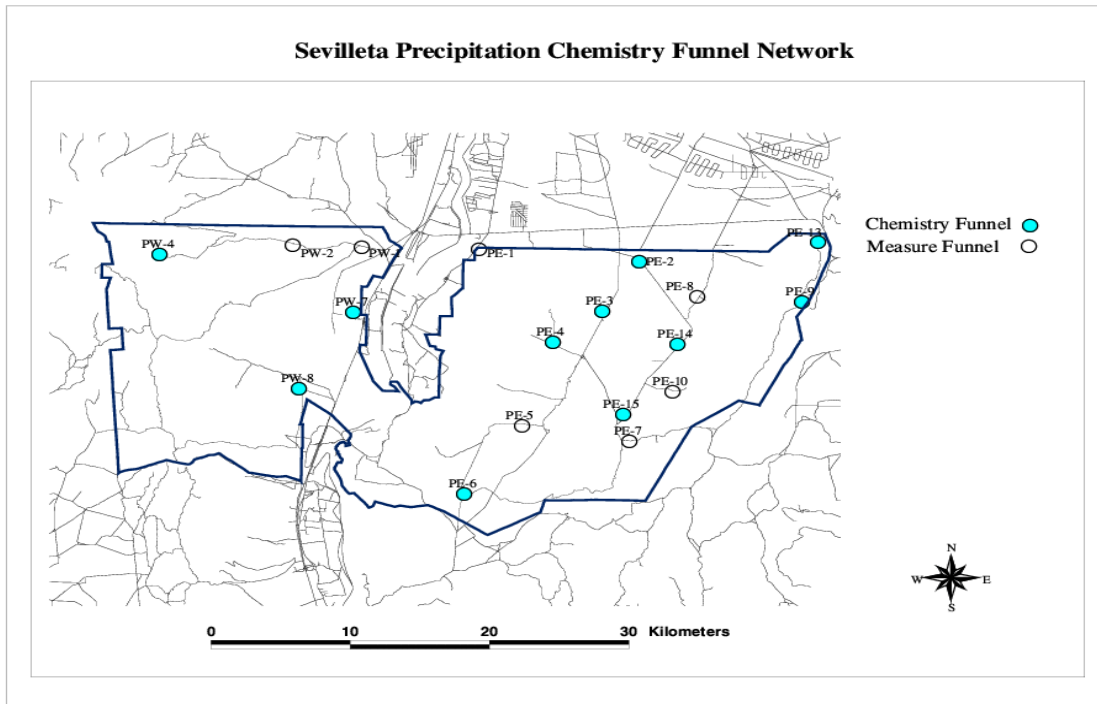 Sevilleta Precipitation Chemistry Funnel Network
Chemistry Funnel
Measure Funnel
PW-4
PW-2
PW-1
PE-1
PE-2
PE-13
PE-8
PE-9
PW-7
PE-3
PE-4
PE-14
PW-8
PE-10
PE-15
PE-5
PE-7
PE-6
N
W
E
S
0
10
20
30
Kilometers